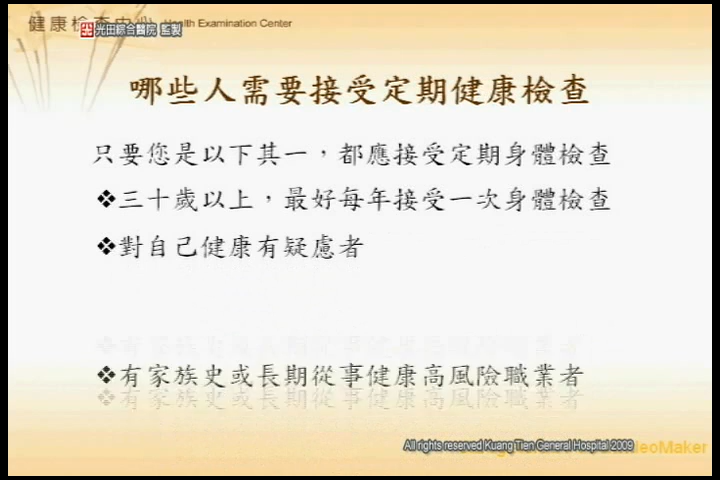 健康檢查中心 Health Examination Center
光田綜合醫院 監製
哪些人需要接受定期健康檢查
只要您是以下其一，都應接受定期身體檢查
❖三十歲以上，最好每年接受一次身體檢查
❖對自己健康有疑慮者
❖有家族史或長期從事健康高風險職業者
All rights reserved Kuang Tien General Hospital 2009
deoMaker